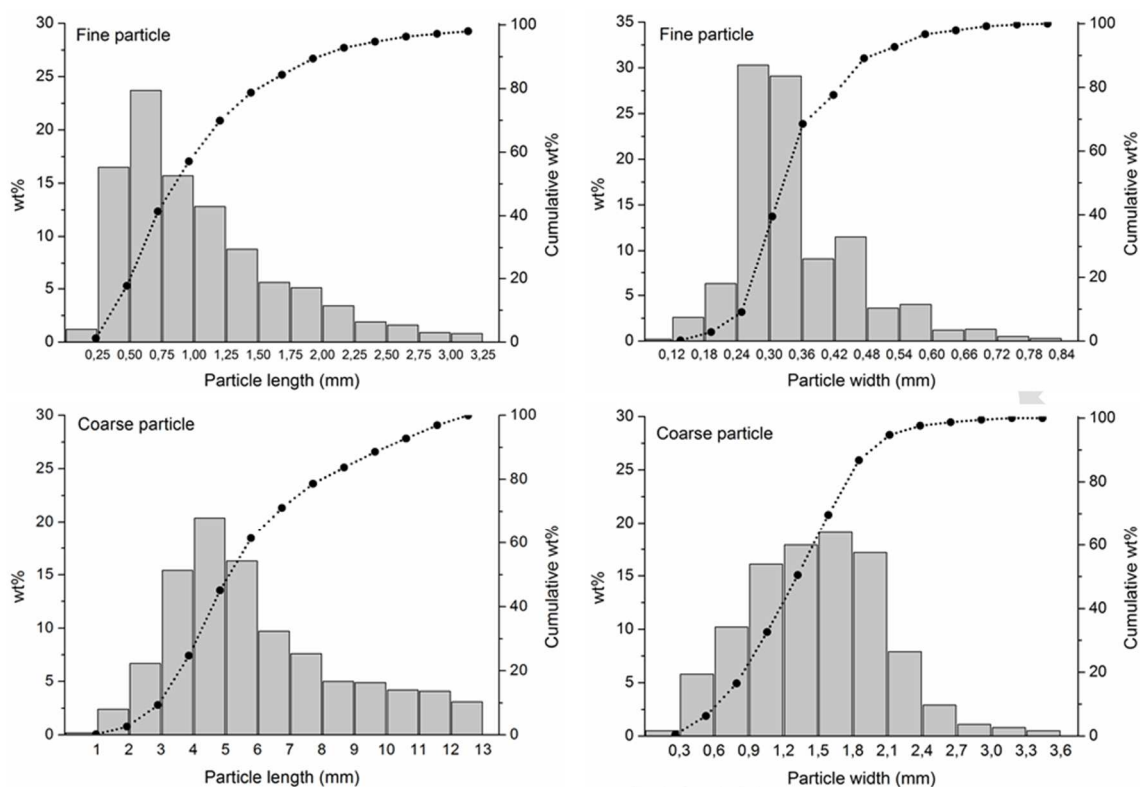 Fine particle
30
25
20
15
10
5
0
wt%
100
80
60
40
20
0
Cumulative wt%
0,25 0,50 0,75 1,00 1,25 1,50 1,75 2,00 2,25 2,50 2,75 3,00 3,25
Particle length (mm)
Fine particle
35
30
25
20
15
10
5
0
wt%
100
80
60
40
20
0
Cumulative wt%
0,12 0,18 0,24 0,30 0,36 0,42 0,48 0,54 0,60 0,66 0,72 0,78 0,84
Particle width (mm)
Coarse particle
30
25
20
15
10
5
0
wt%
100
80
60
40
20
0
Cumulative wt%
1 2 3 4 5 6 7 8 9 10 11 12 13
Particle length (mm)
Coarse particle
30
25
20
15
10
5
0
wt%
100
80
60
40
20
0
Cumulative wt%
0,3 0,6 0,9 1,2 1,5 1,8 2,1 2,4 2,7 3,0 3,3 3,6
Particle width (mm)